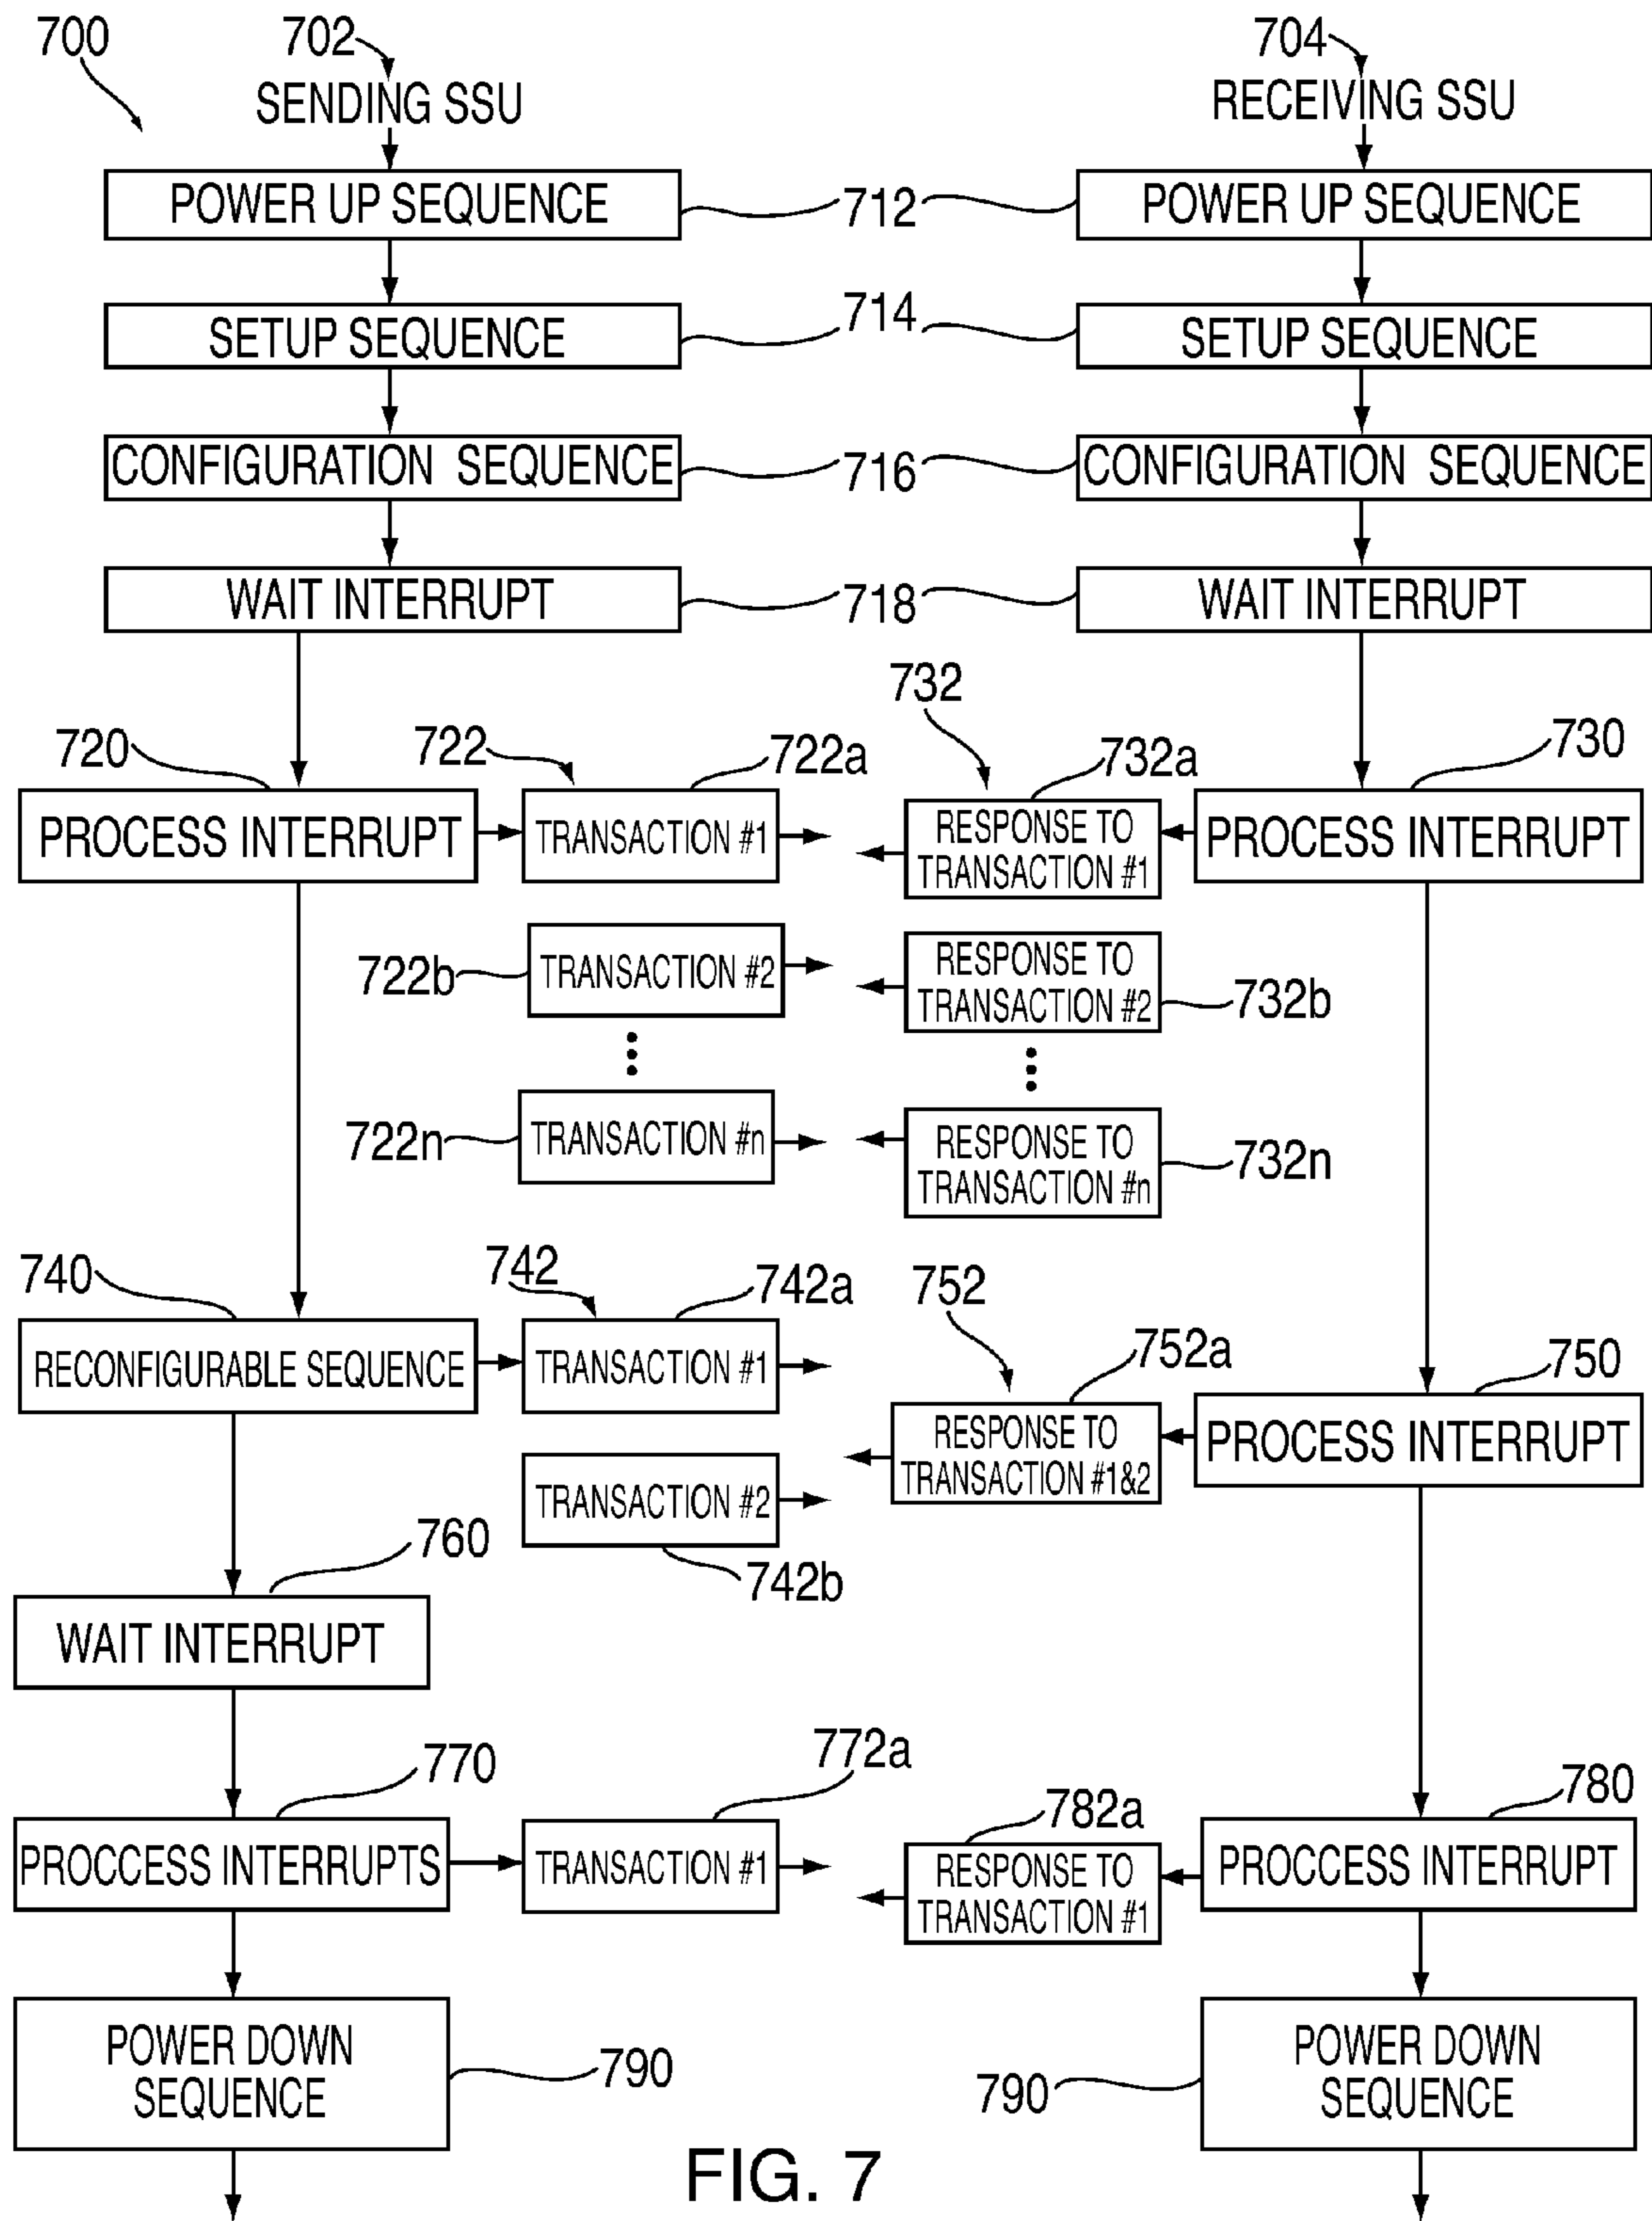 700
702
704
SENDING SSU
RECEIVING SSU
POWER UP SEQUENCE
712
POWER UP SEQUENCE
SETUP SEQUENCE
714
SETUP SEQUENCE
CONFIGURATION SEQUENCE
716
CONFIGURATION SEQUENCE
WAIT INTERRUPT
718
WAIT INTERRUPT
732
720
722
722a
732a
730
PROCESS INTERRUPT
TRANSACTION #1
RESPONSE TO
TRANSACTION #1
PROCESS INTERRUPT
722b
TRANSACTION #2
RESPONSE TO
TRANSACTION #2
732b
722n
TRANSACTION #n
RESPONSE TO
TRANSACTION #n
732n
740
742
742a
752
752a
750
RECONFIGURABLE SEQUENCE
TRANSACTION #1
RESPONSE TO
TRANSACTION #1&2
PROCESS INTERRUPT
TRANSACTION #2
760
742b
WAIT INTERRUPT
770
772a
782a
780
PROCCESS INTERRUPTS
TRANSACTION #1
RESPONSE TO
TRANSACTION #1
PROCCESS INTERRUPT
POWER DOWN
SEQUENCE
790
790
POWER DOWN
SEQUENCE
FIG. 7